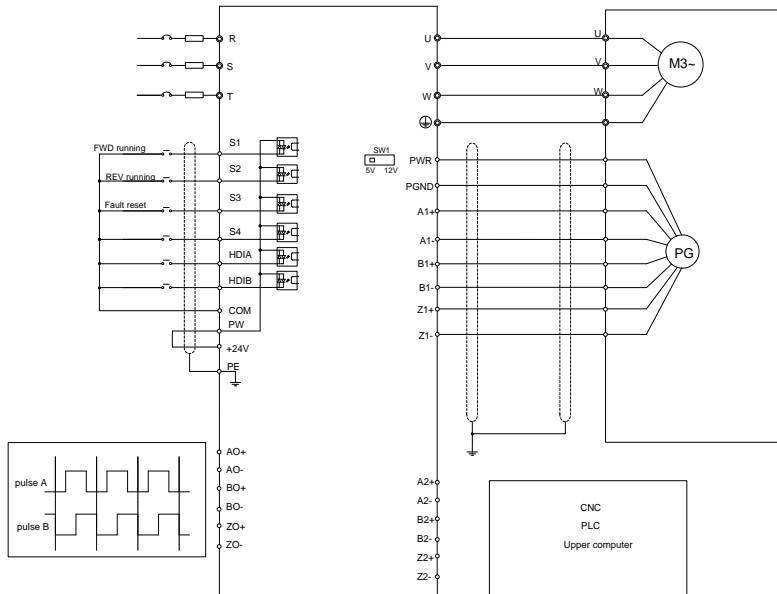 R
S
T
U
V
W
U
V
W
M3~
FWD running
REV running
Fault reset
S1
S2
S3
S4
HDIA
HDIB
COM
PW
+24V
PE
SW1
5V 12V
PWR
PGND
A1+
A1-
B1+
B1-
Z1+
Z1-
PG
pulse A
pulse B
AO+
AO-
BO+
BO-
ZO+
ZO-
A2+
A2-
B2+
B2-
Z2+
Z2-
CNC
PLC
Upper computer